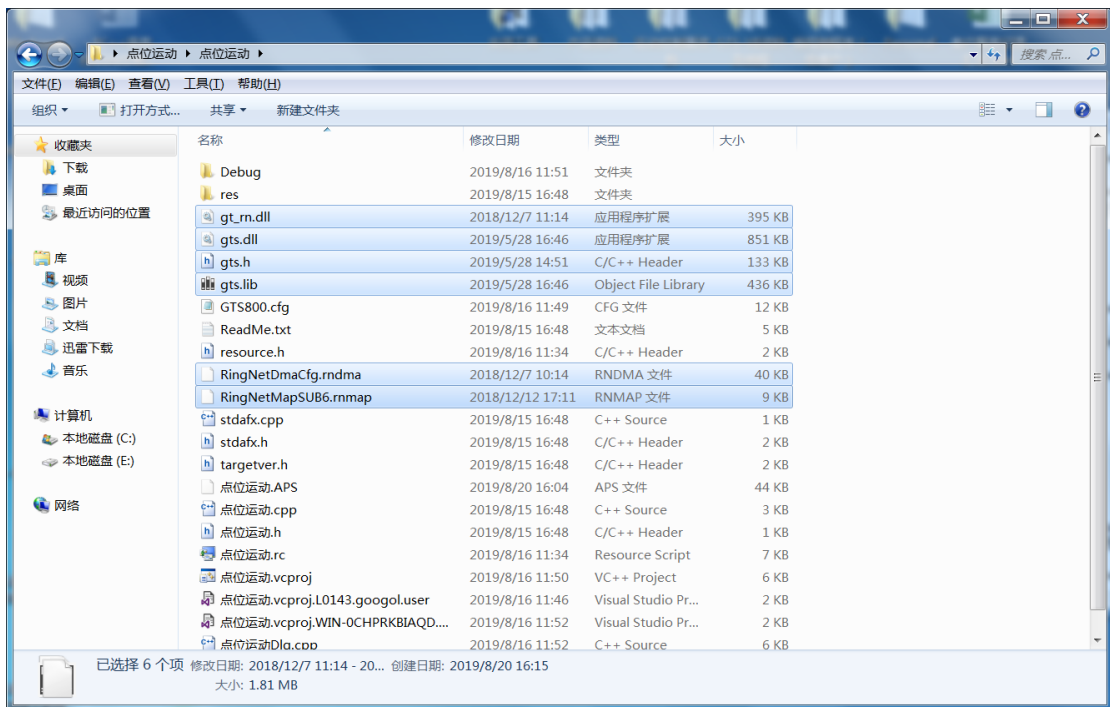 点位运动 ▸ 点位运动 ▸ 搜索点...
文件(F) 编辑(E) 查看(V) 工具(T) 帮助(H)
组织 打开方式... 共享 新建文件夹
收藏夹
下载
桌面
最近访问的位置
库
视频
图片
文档
迅雷下载
音乐
计算机
本地磁盘 (C:)
本地磁盘 (E:)
网络
名称 修改日期 类型 大小
Debug 2019/8/16 11:51 文件夹
res 2019/8/15 16:48 文件夹
gt_rn.dll 2018/12/7 11:14 应用程序扩展 395 KB
gts.dll 2019/5/28 16:46 应用程序扩展 851 KB
gts.h 2019/5/28 14:51 C/C++ Header 133 KB
gts.lib 2019/5/28 16:46 Object File Library 436 KB
GTS800.cfg 2019/8/16 11:49 CFG 文件 12 KB
ReadMe.txt 2019/8/15 16:48 文本文档 5 KB
resource.h 2019/8/16 11:34 C/C++ Header 2 KB
RingNetDmaCfg.rndma 2018/12/7 10:14 RNDMA 文件 40 KB
RingNetMapSUB6.rnmap 2018/12/12 17:11 RNMAP 文件 9 KB
stdafx.cpp 2019/8/15 16:48 C++ Source 1 KB
stdafx.h 2019/8/15 16:48 C/C++ Header 2 KB
targetver.h 2019/8/15 16:48 C/C++ Header 2 KB
点位运动.APS 2019/8/20 16:04 APS 文件 44 KB
点位运动.cpp 2019/8/15 16:48 C++ Source 3 KB
点位运动.h 2019/8/15 16:48 C/C++ Header 1 KB
点位运动.rc 2019/8/16 11:34 Resource Script 7 KB
点位运动.vcproj 2019/8/16 11:50 VC++ Project 6 KB
点位运动.vcproj.L0143.googol.user 2019/8/16 11:46 Visual Studio Pr... 2 KB
点位运动.vcproj.WIN-0CHPRKBIAQD.... 2019/8/16 11:52 Visual Studio Pr... 2 KB
点位运动Dlg.cpp 2019/8/16 11:52 C++ Source 6 KB
已选择 6 个项 修改日期: 2018/12/7 11:14 - 20... 创建日期: 2019/8/20 16:15
大小: 1.81 MB